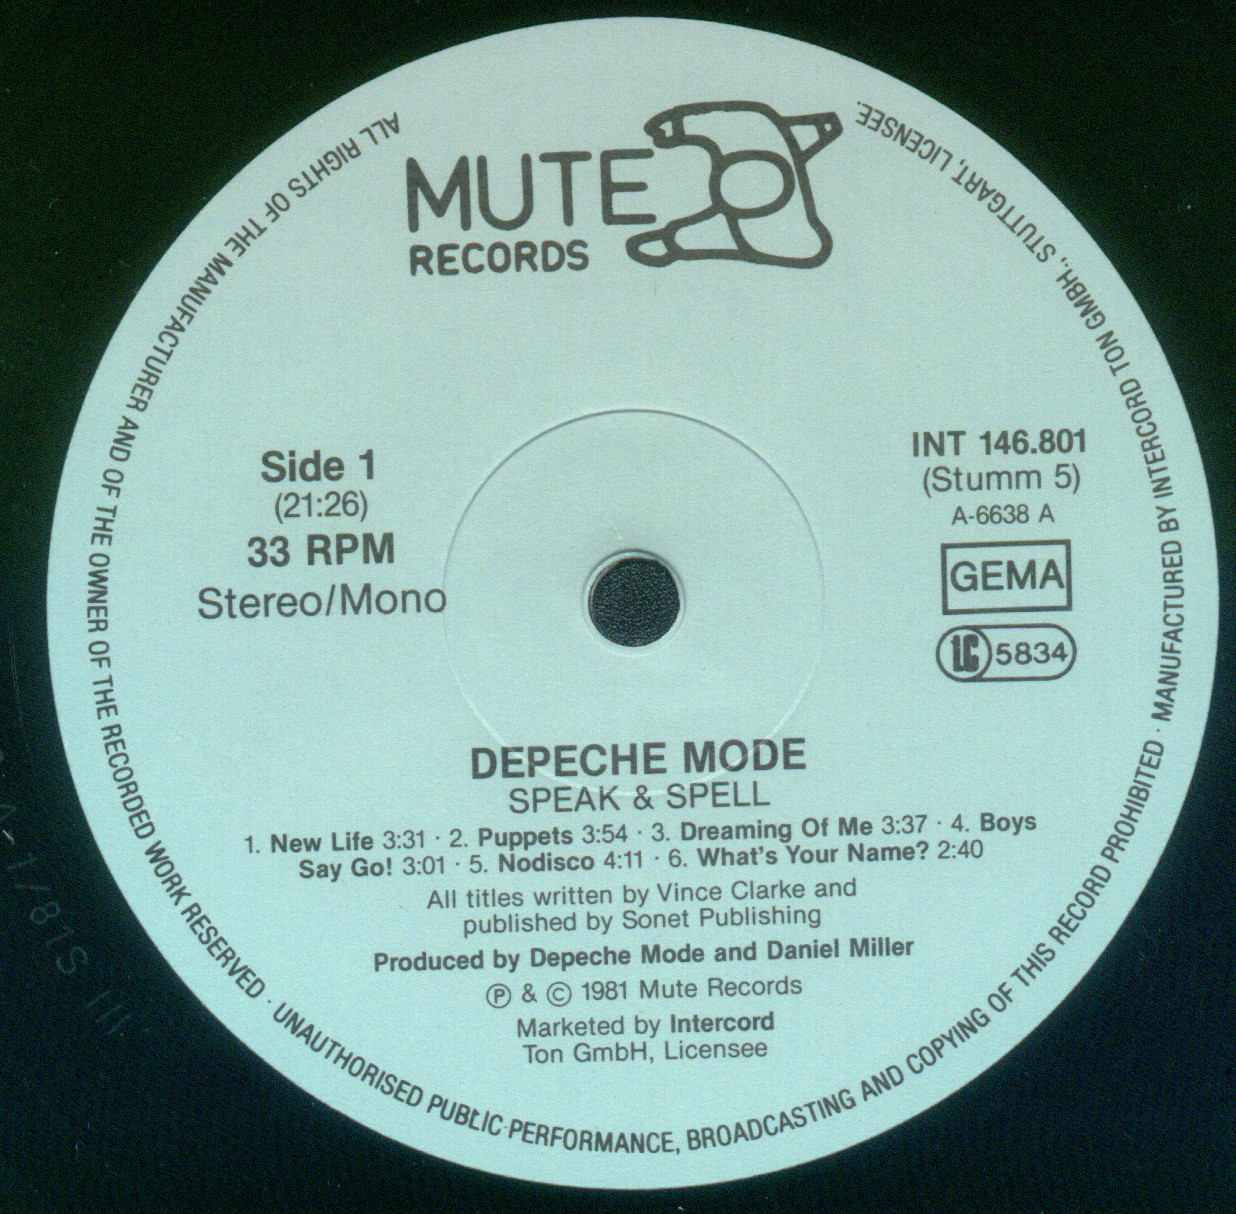 MUTE
RECORDS
Side 1
(21:26)
33 RPM
Stereo/Mono
INT 146.801
(Stumm 5)
A-6638 A
GEMA
LC 5834
DEPECHE MODE
SPEAK & SPELL
1. New Life 3:31 · 2. Puppets 3:54 · 3. Dreaming Of Me 3:37 · 4. Boys
Say Go! 3:01 · 5. Nodisco 4:11 · 6. What's Your Name? 2:40
All titles written by Vince Clarke and
published by Sonet Publishing
Produced by Depeche Mode and Daniel Miller
Ⓟ & © 1981 Mute Records
Marketed by Intercord
Ton GmbH, Licensee
ALL RIGHTS OF THE MANUFACTURER AND OF THE OWNER OF THE RECORDED WORK RESERVED · UNAUTHORISED PUBLIC PERFORMANCE, BROADCASTING AND COPYING OF THIS RECORD PROHIBITED · MANUFACTURED BY INTERCORD TON GMBH., STUTTGART, LICENSEE.